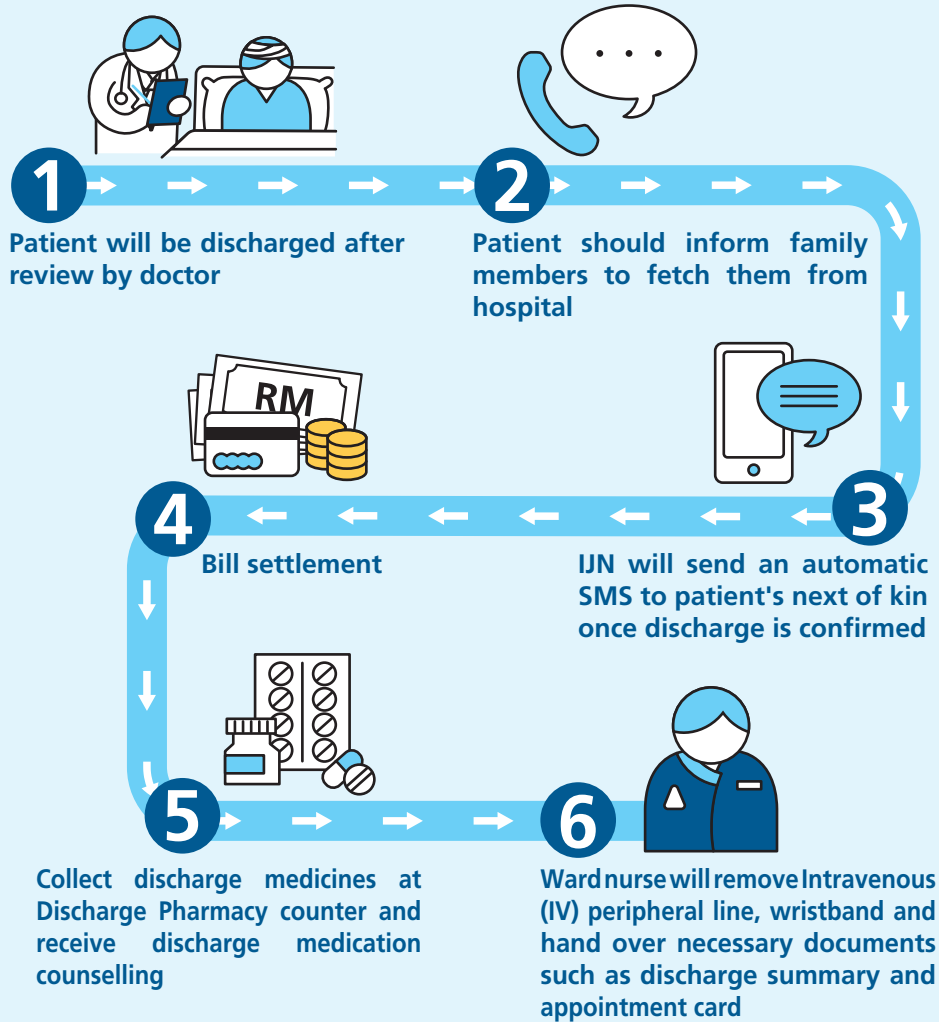 1
Patient will be discharged after
review by doctor
2
Patient should inform family
members to fetch them from
hospital
3
IJN will send an automatic
SMS to patient's next of kin
once discharge is confirmed
RM
4
Bill settlement
5
Collect discharge medicines at
Discharge Pharmacy counter and
receive discharge medication
counselling
6
Ward nurse will remove Intravenous
(IV) peripheral line, wristband and
hand over necessary documents
such as discharge summary and
appointment card